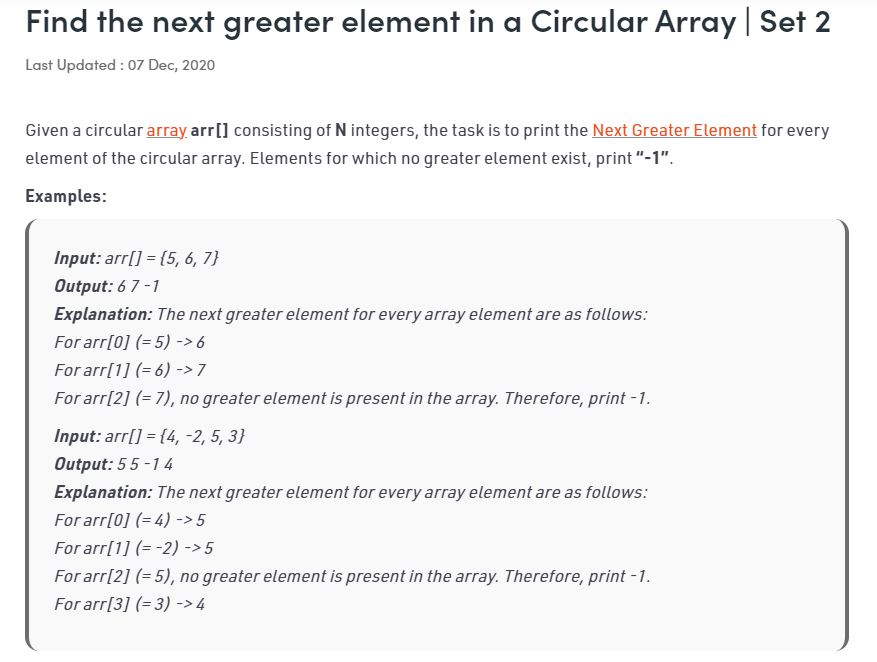 Find the next greater element in a Circular Array | Set 2
Last Updated : 07 Dec, 2020
Given a circular array arr[] consisting of N integers, the task is to print the Next Greater Element for every
element of the circular array. Elements for which no greater element exist, print “-1”.
Examples:
Input: arr[] = {5, 6, 7}
Output: 6 7 -1
Explanation: The next greater element for every array element are as follows:
For arr[0] (= 5) -> 6
For arr[1] (= 6) -> 7
For arr[2] (= 7), no greater element is present in the array. Therefore, print -1.
Input: arr[] = {4, -2, 5, 3}
Output: 5 5 -1 4
Explanation: The next greater element for every array element are as follows:
For arr[0] (= 4) -> 5
For arr[1] (= -2) -> 5
For arr[2] (= 5), no greater element is present in the array. Therefore, print -1.
For arr[3] (= 3) -> 4